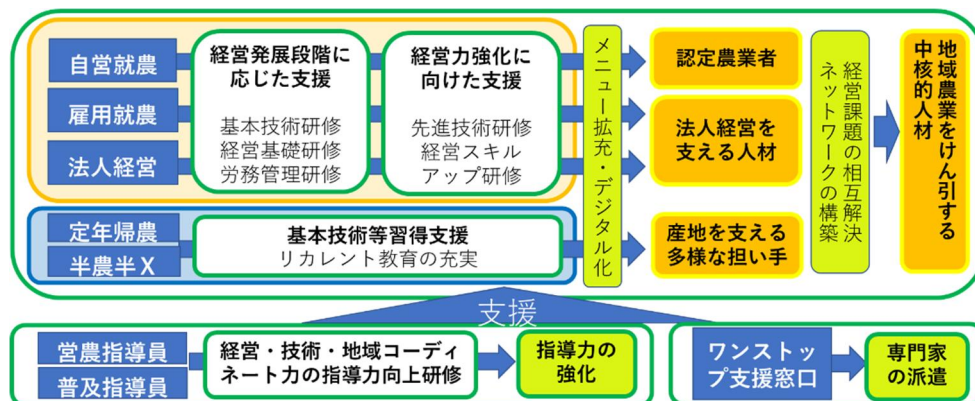 自営就農
雇用就農
法人経営
経営発展段階に
応じた支援
基本技術研修
経営基礎研修
労務管理研修
経営力強化に
向けた支援
先進技術研修
経営スキル
アップ研修
定年帰農
半農半X
基本技術等習得支援
リカレント教育の充実
メニュー拡充・デジタル化
認定農業者
法人経営を
支える人材
産地を支える
多様な担い手
経営課題の相互解決
ネットワークの構築
地域農業をけん引する
中核的人材
支援
営農指導員
普及指導員
経営・技術・地域コーディ
ネート力の指導力向上研修
指導力の
強化
ワンストッ
プ支援窓口
専門家
の派遣